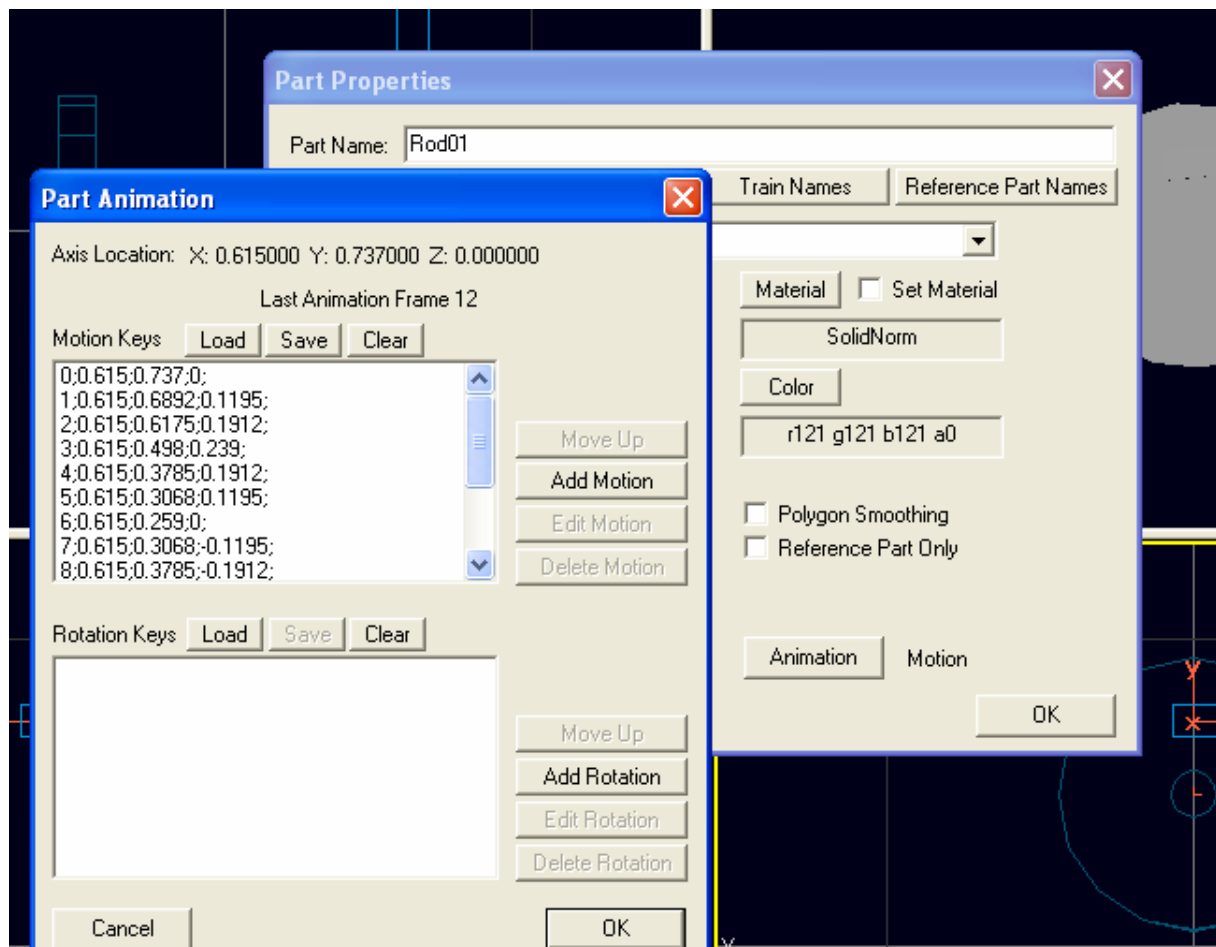 Part Properties
Part Name: Rod01
Train Names Reference Part Names
Part Animation
Axis Location: X: 0.615000 Y: 0.737000 Z: 0.000000
Last Animation Frame 12
Motion Keys Load Save Clear
0;0.615;0.737;0;
1;0.615;0.6892;0.1195;
2;0.615;0.6175;0.1912;
3;0.615;0.498;0.239;
4;0.615;0.3785;0.1912;
5;0.615;0.3068;0.1195;
6;0.615;0.259;0;
7;0.615;0.3068;-0.1195;
8;0.615;0.3785;-0.1912;
Move Up
Add Motion
Edit Motion
Delete Motion
Rotation Keys Load Save Clear
Move Up
Add Rotation
Edit Rotation
Delete Rotation
Cancel OK
Material Set Material
SolidNorm
Color
r121 g121 b121 a0
Polygon Smoothing
Reference Part Only
Animation Motion
OK
y